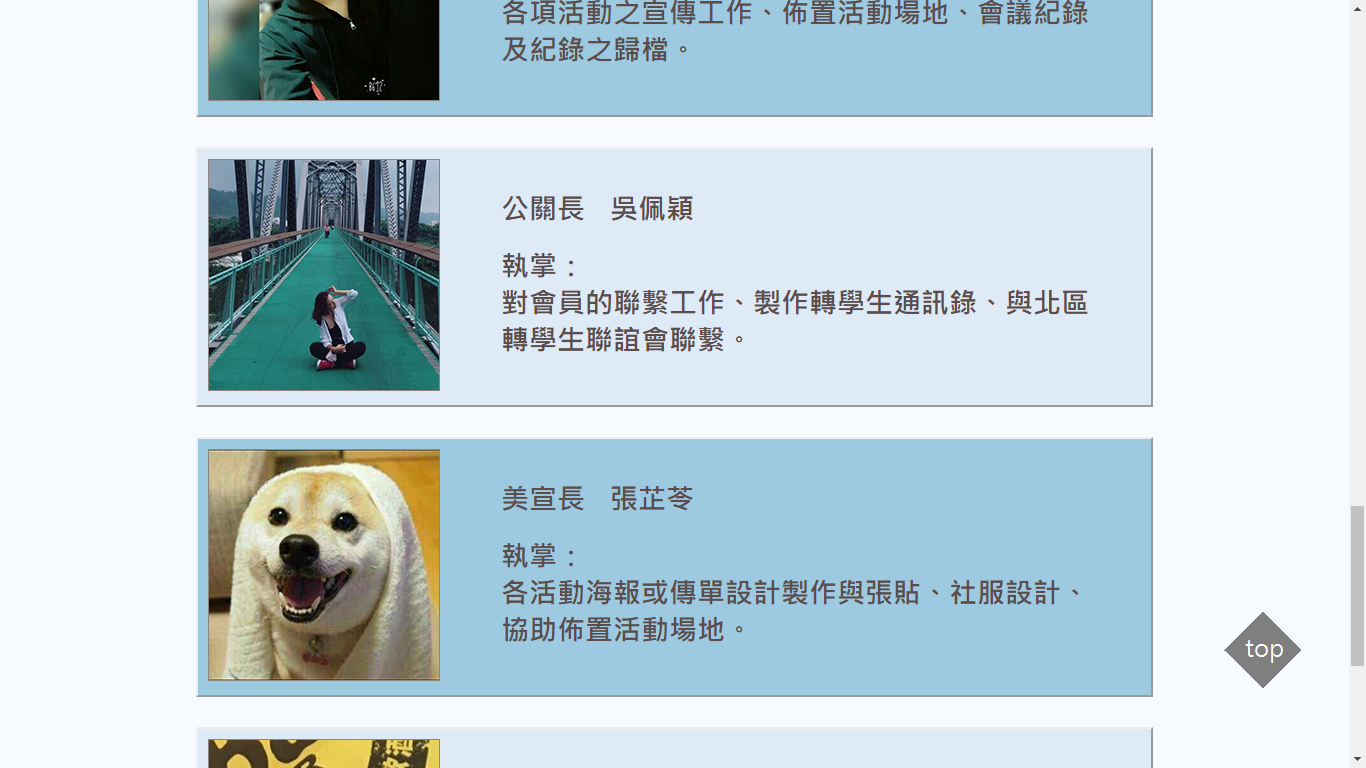 各項活動之宣傳工作、佈置活動場地、會議紀錄
及紀錄之歸檔。
公關長 吳佩穎
執掌：
對會員的聯繫工作、製作轉學生通訊錄、與北區
轉學生聯誼會聯繫。
美宣長 張芷苓
執掌：
各活動海報或傳單設計製作與張貼、社服設計、
協助佈置活動場地。
top